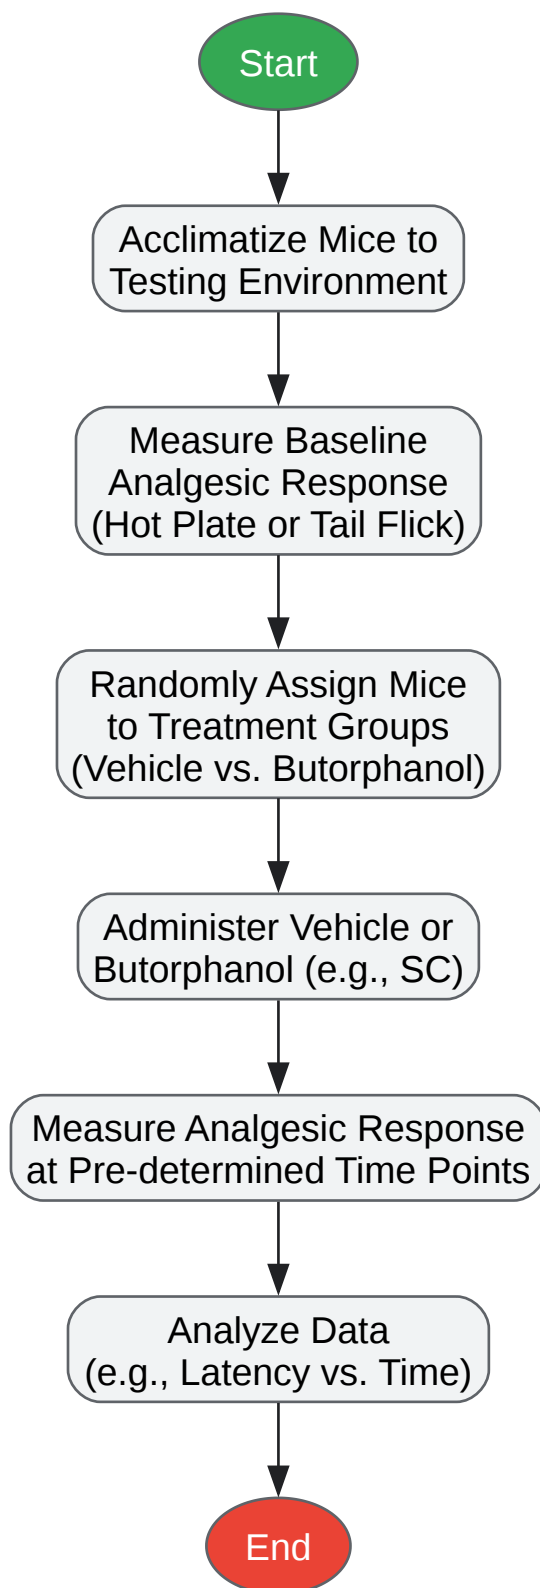 Start
Acclimatize Mice to
Testing Environment
Measure Baseline
Analgesic Response
(Hot Plate or Tail Flick)
Randomly Assign Mice
to Treatment Groups
(Vehicle vs. Butorphanol)
Administer Vehicle or
Butorphanol (e.g., SC)
Measure Analgesic Response
at Pre-determined Time Points
Analyze Data
(e.g., Latency vs. Time)
End